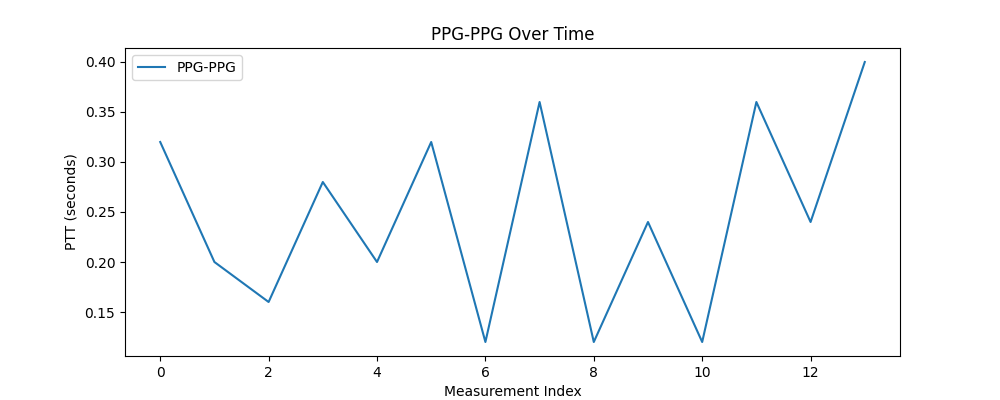 PPG-PPG Over Time
PPG-PPG
PTT (seconds)
0.40
0.35
0.30
0.25
0.20
0.15
0 2 4 6 8 10 12
Measurement Index